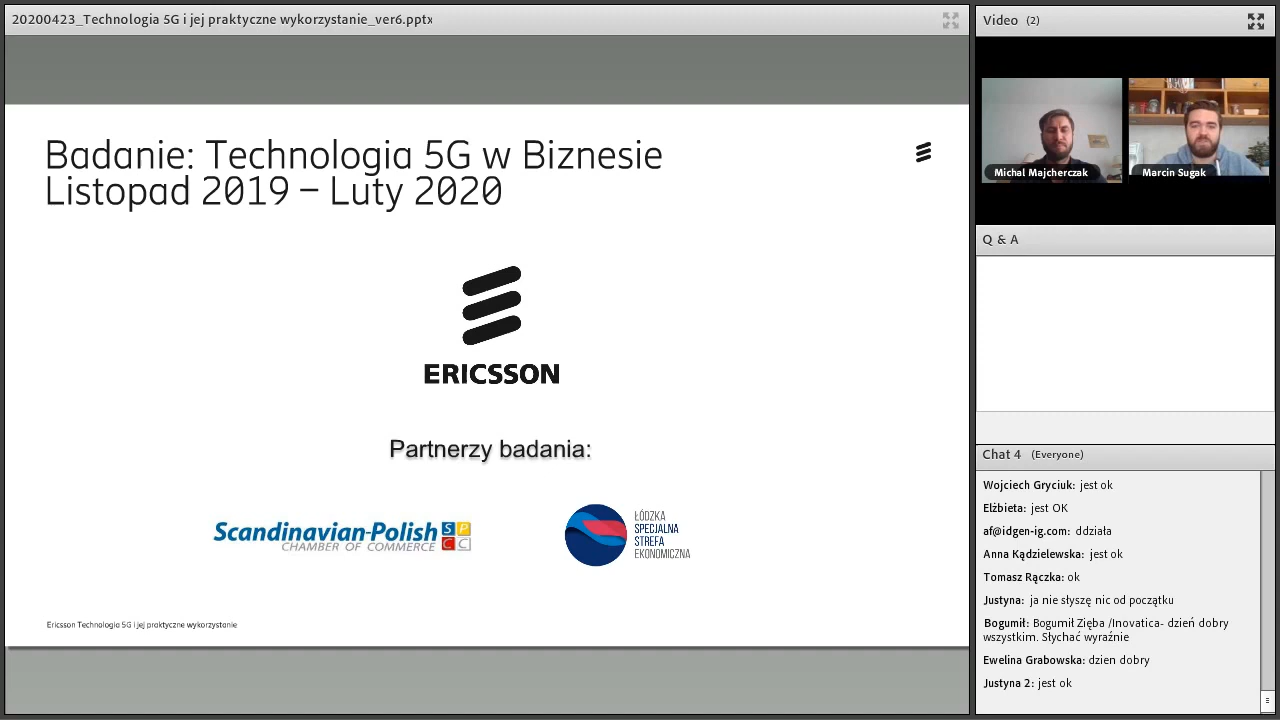 20200423_Technologia 5G i jej praktyczne wykorzystanie_ver6.pptx
Badanie: Technologia 5G w Biznesie
Listopad 2019 – Luty 2020
ERICSSON
Partnerzy badania:
Scandinavian-Polish
CHAMBER OF COMMERCE
S P
C C
ŁÓDZKA
SPECJALNA
STREFA
EKONOMICZNA
Ericsson Technologia 5G i jej praktyczne wykorzystanie
Video (2)
Michal Majcherczak
Marcin Sugak
Q & A
Chat 4 (Everyone)
Wojciech Gryciuk: jest ok
Elżbieta: jest OK
af@idgen-ig.com: ddziała
Anna Kądzielewska: jest ok
Tomasz Rączka: ok
Justyna: ja nie słyszę nic od początku
Bogumił: Bogumił Zięba /Inovatica- dzień dobry
wszystkim. Słychać wyraźnie
Ewelina Grabowska: dzien dobry
Justyna 2: jest ok